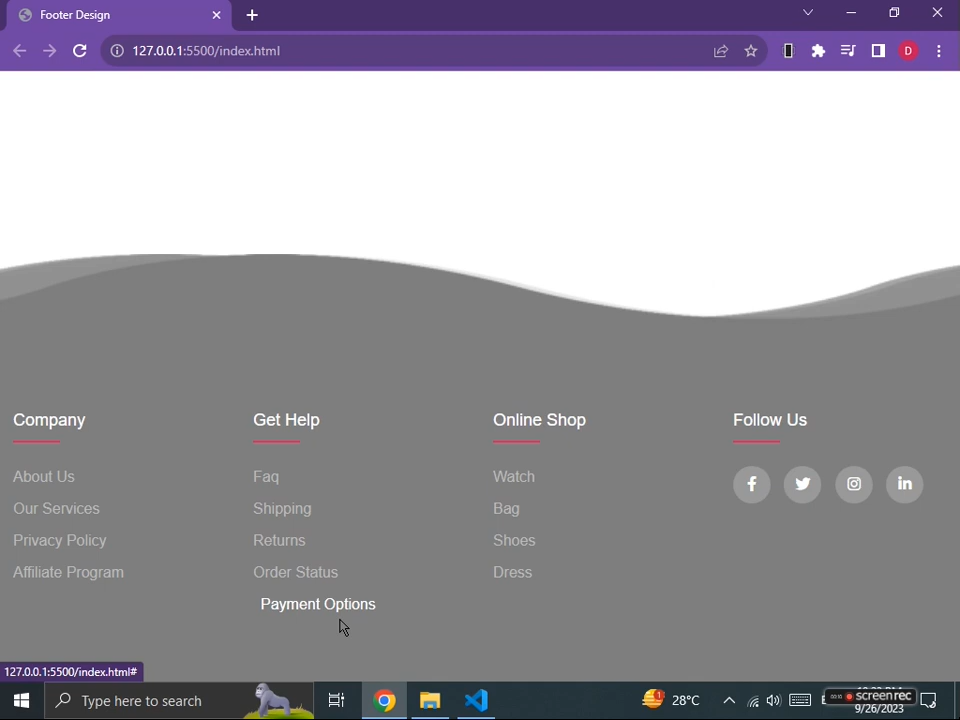 Footer Design
127.0.0.1:5500/index.html
D
Company
Get Help
Online Shop
Follow Us
About Us
Faq
Watch
Our Services
Shipping
Bag
Privacy Policy
Returns
Shoes
Affiliate Program
Order Status
Dress
Payment Options
127.0.0.1:5500/index.html#
Type here to search
1
28°C
screenrec
9/26/2023